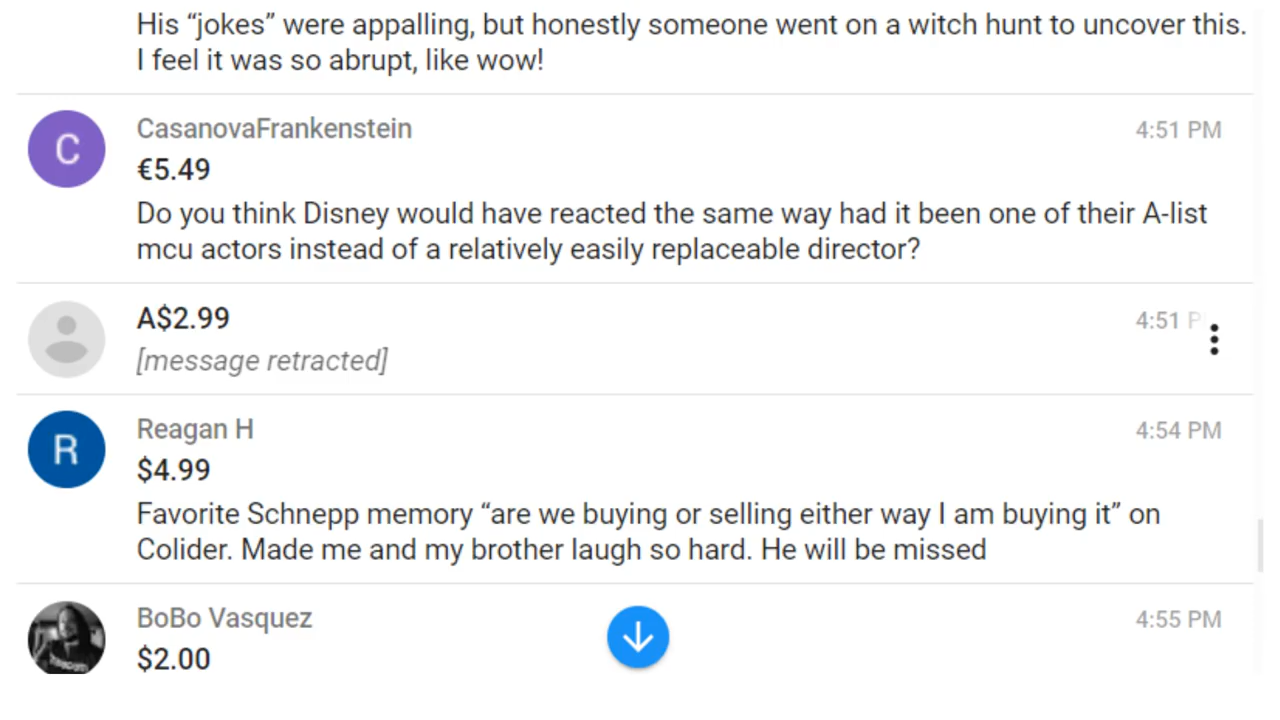 His “jokes” were appalling, but honestly someone went on a witch hunt to uncover this.
I feel it was so abrupt, like wow!
C
CasanovaFrankenstein
4:51 PM
€5.49
Do you think Disney would have reacted the same way had it been one of their A-list
mcu actors instead of a relatively easily replaceable director?
A$2.99
4:51 P
[message retracted]
R
Reagan H
4:54 PM
$4.99
Favorite Schnepp memory “are we buying or selling either way I am buying it” on
Colider. Made me and my brother laugh so hard. He will be missed
BoBo Vasquez
4:55 PM
$2.00